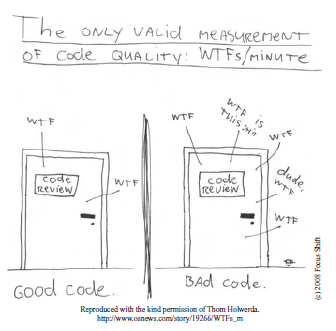 The ONLY VALID MEASUREMENT
OF Code QUALITY: WTFs/minute
WTF
code
REVIEW
WTF
GOOD code.
WTF
WTF IS
THIS SHIT
WTF
code
REVIEW
dude,
WTF
WTF
BAD code.
(c) 2008 Focus Shift
Reproduced with the kind permission of Thom Holwerda.
http://www.osnews.com/story/19266/WTFs_m